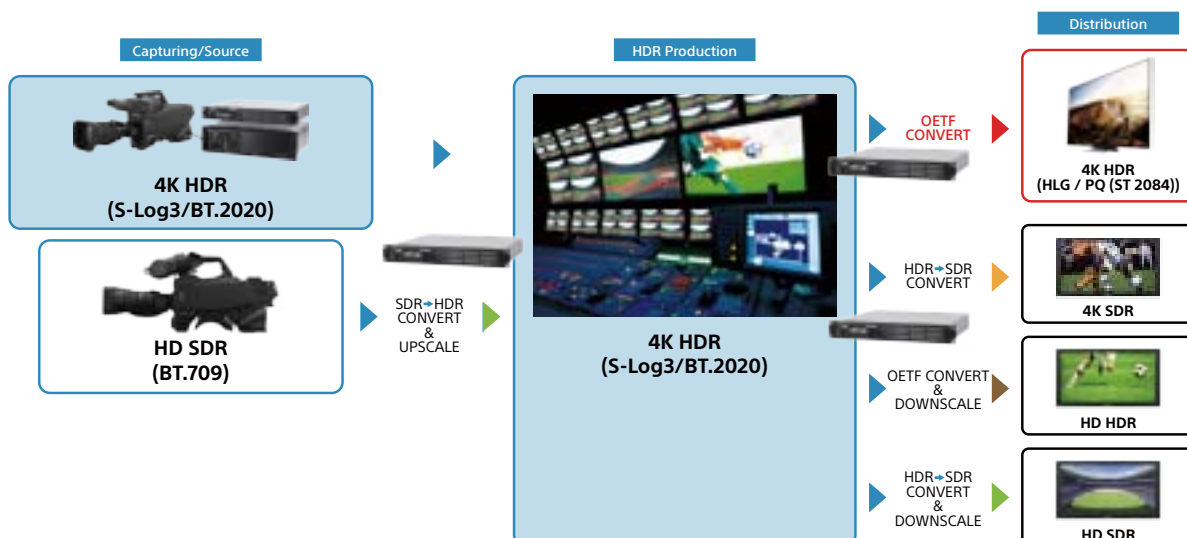 Capturing/Source
HDR Production
Distribution
4K HDR
(S-Log3/BT.2020)
HD SDR
(BT.709)
SDR➔HDR
CONVERT
&
UPSCALE
4K HDR
(S-Log3/BT.2020)
OETF
CONVERT
4K HDR
(HLG / PQ (ST 2084))
HDR➔SDR
CONVERT
4K SDR
OETF CONVERT
&
DOWNSCALE
HD HDR
HDR➔SDR
CONVERT
&
DOWNSCALE
HD SDR